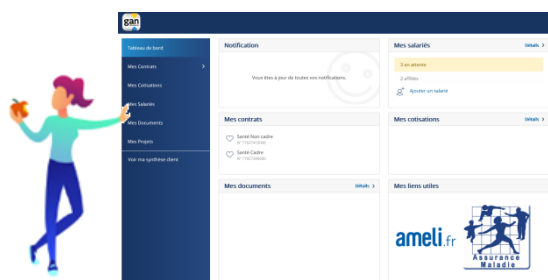 gan
Tableau de bord
Mes Contrats
Mes Cotisations
Mes Salariés
Mes Documents
Mes Projets
Voir ma synthèse client
Notification
Vous êtes à jour de toutes vos notifications.
Mes salariés
Détails
3 en attente
2 affiliés
Ajouter un salarié
Mes contrats
Santé Non cadre
Santé Cadre
Mes cotisations
Détails
Mes documents
Détails
Mes liens utiles
ameli.fr
Assurance
Maladie